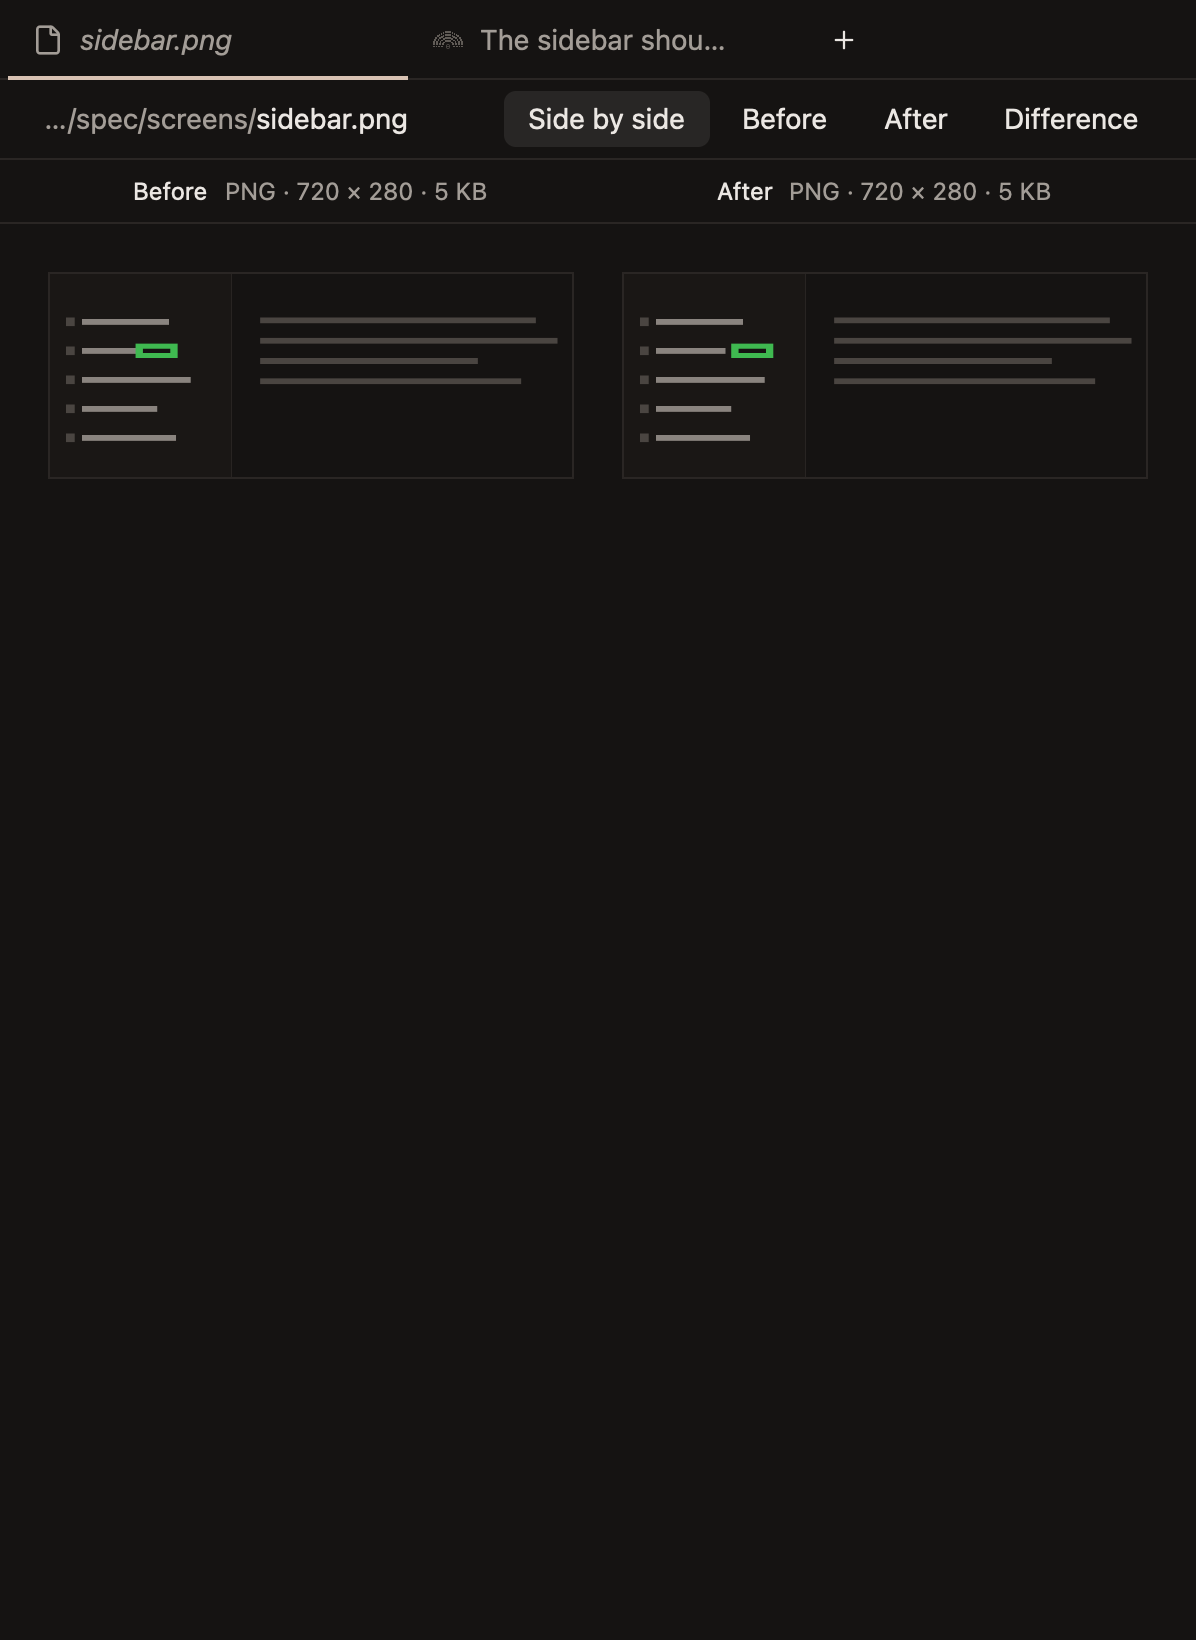 sidebar.png
The sidebar shou...
+
.../spec/screens/sidebar.png
Side by side
Before
After
Difference
Before PNG · 720 × 280 · 5 KB
After PNG · 720 × 280 · 5 KB